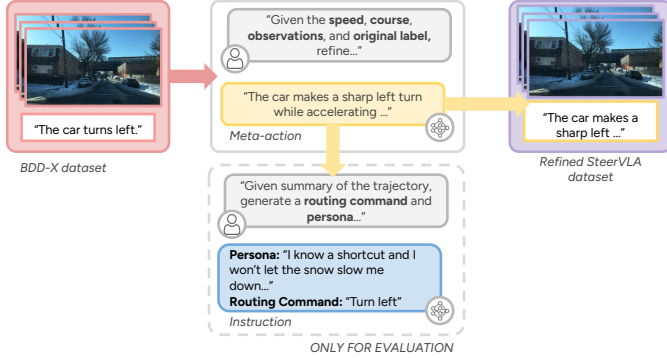 “The car turns left.”
BDD-X dataset
“Given the speed, course,
observations, and original label,
refine...”
“The car makes a sharp left turn
while accelerating ...”
Meta-action
“The car makes a
sharp left ...”
Refined SteerVLA
dataset
“Given summary of the trajectory,
generate a routing command and
persona...”
Persona: “I know a shortcut and I
won’t let the snow slow me
down...”
Routing Command: “Turn left”
Instruction
ONLY FOR EVALUATION